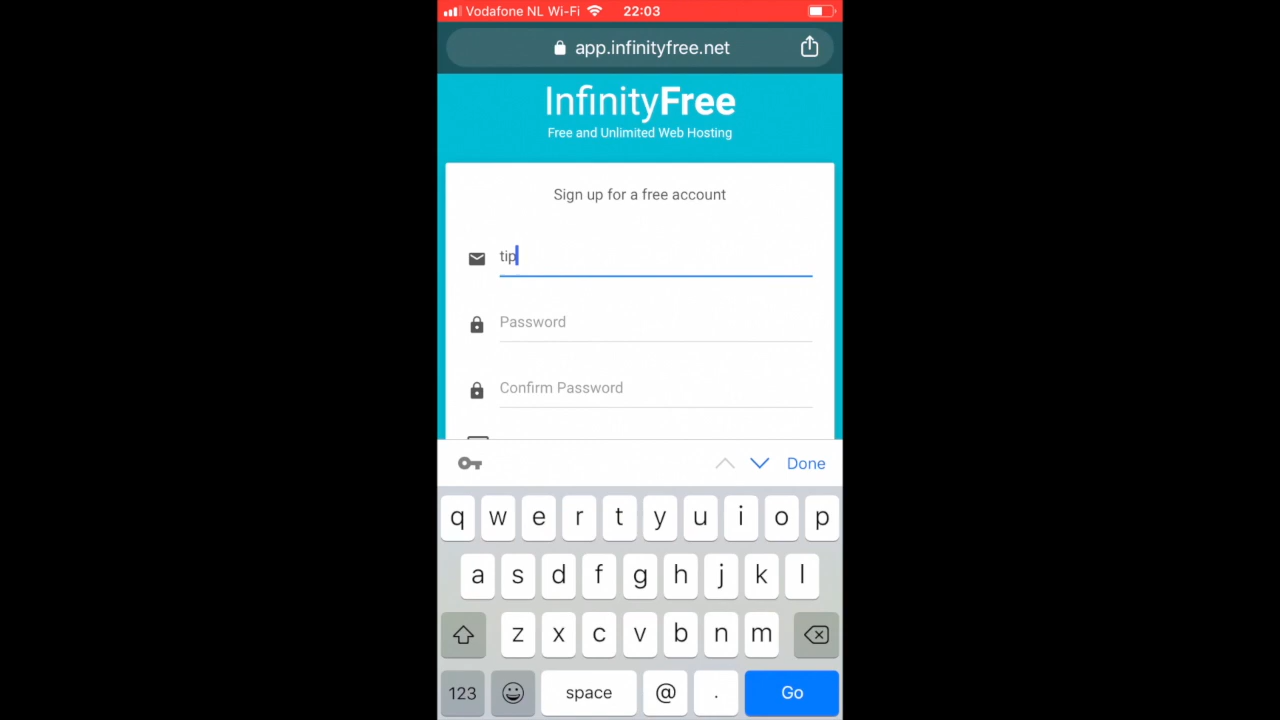 Vodafone NL Wi-Fi 22:03
app.infinityfree.net
InfinityFree
Free and Unlimited Web Hosting
Sign up for a free account
tip
Password
Confirm Password
Done
q w e r t y u i o p
a s d f g h j k l
z x c v b n m
123 space @ . Go